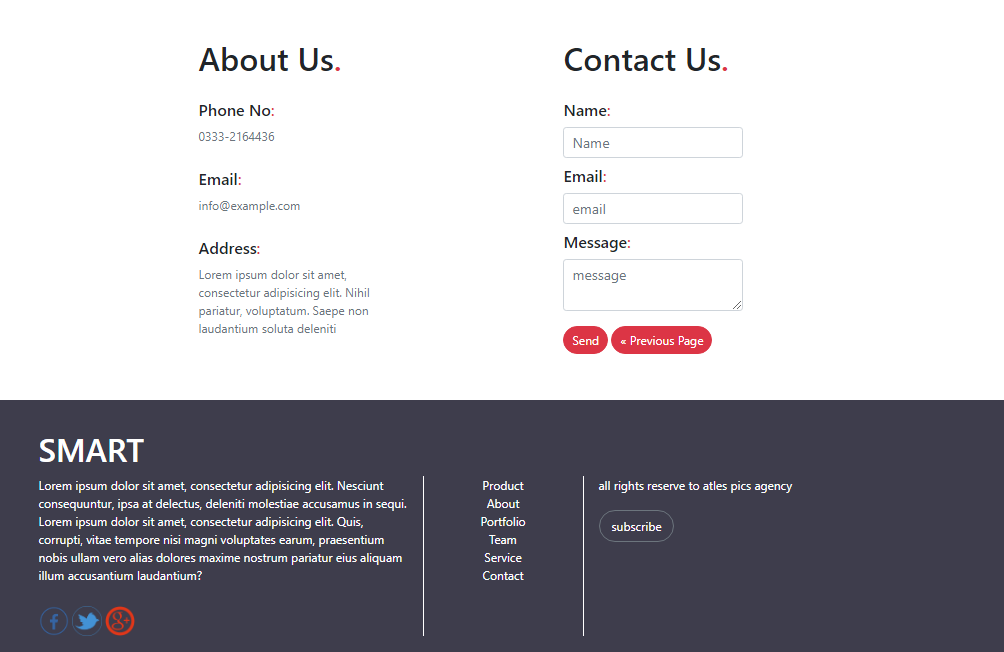 About Us.
Phone No:
0333-2164436
Email:
info@example.com
Address:
Lorem ipsum dolor sit amet,
consectetur adipisicing elit. Nihil
pariatur, voluptatum. Saepe non
laudantium soluta deleniti
Contact Us.
Name:
Name
Email:
email
Message:
message
Send
« Previous Page
SMART
Lorem ipsum dolor sit amet, consectetur adipisicing elit. Nesciunt
consequuntur, ipsa at delectus, deleniti molestiae accusamus in sequi.
Lorem ipsum dolor sit amet, consectetur adipisicing elit. Quis,
corrupti, vitae tempore nisi magni voluptates earum, praesentium
nobis ullam vero alias dolores maxime nostrum pariatur eius aliquam
illum accusantium laudantium?
f
g+
Product
About
Portfolio
Team
Service
Contact
all rights reserve to atles pics agency
subscribe